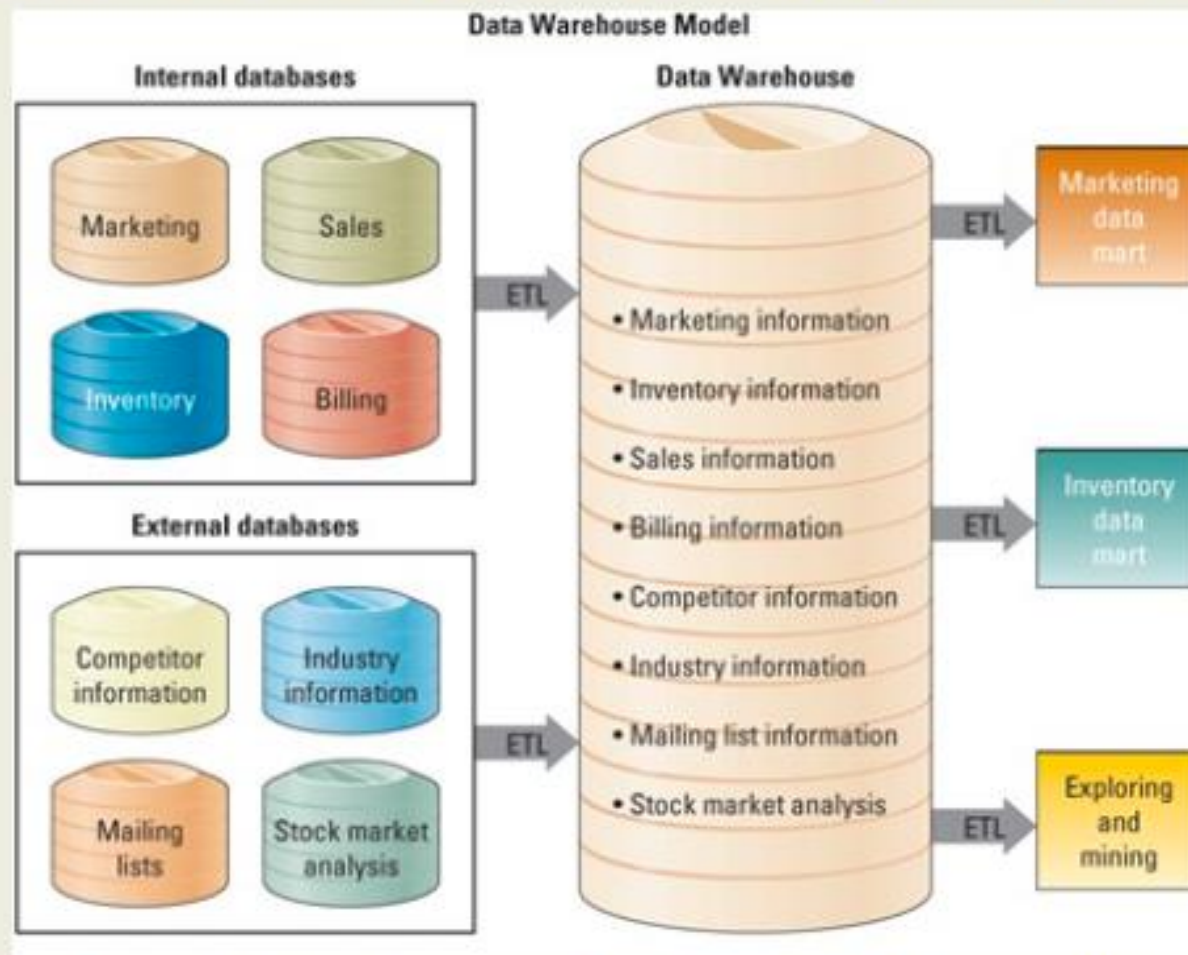 Data Warehouse Model
Internal databases
Marketing
Sales
Inventory
Billing
ETL
External databases
Competitor
information
Industry
information
Mailing
lists
Stock market
analysis
ETL
Data Warehouse
• Marketing information
• Inventory information
• Sales information
• Billing information
• Competitor information
• Industry information
• Mailing list information
• Stock market analysis
ETL
Marketing
data
mart
ETL
Inventory
data
mart
ETL
Exploring
and
mining